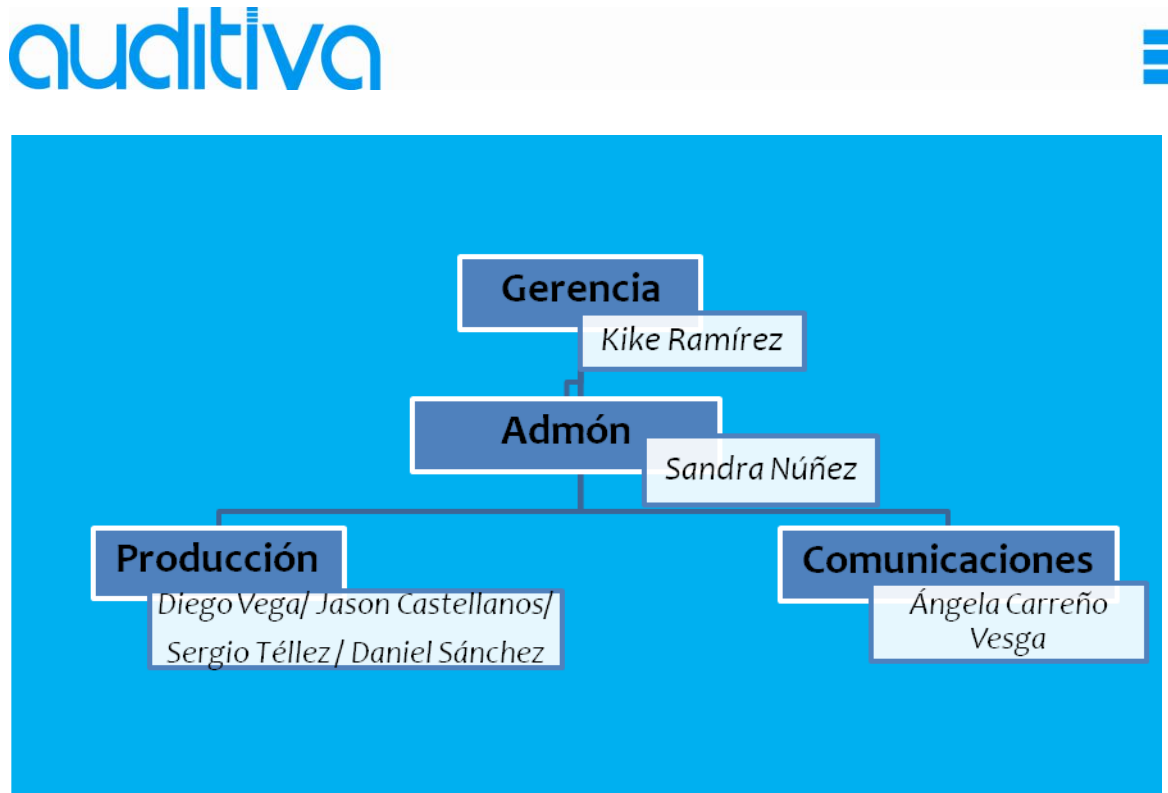 auditiva
Gerencia
Kike Ramírez
Admón
Sandra Núñez
Producción
Diego Vega/ Jason Castellanos/
Sergio Téllez / Daniel Sánchez
Comunicaciones
Ángela Carreño
Vesga